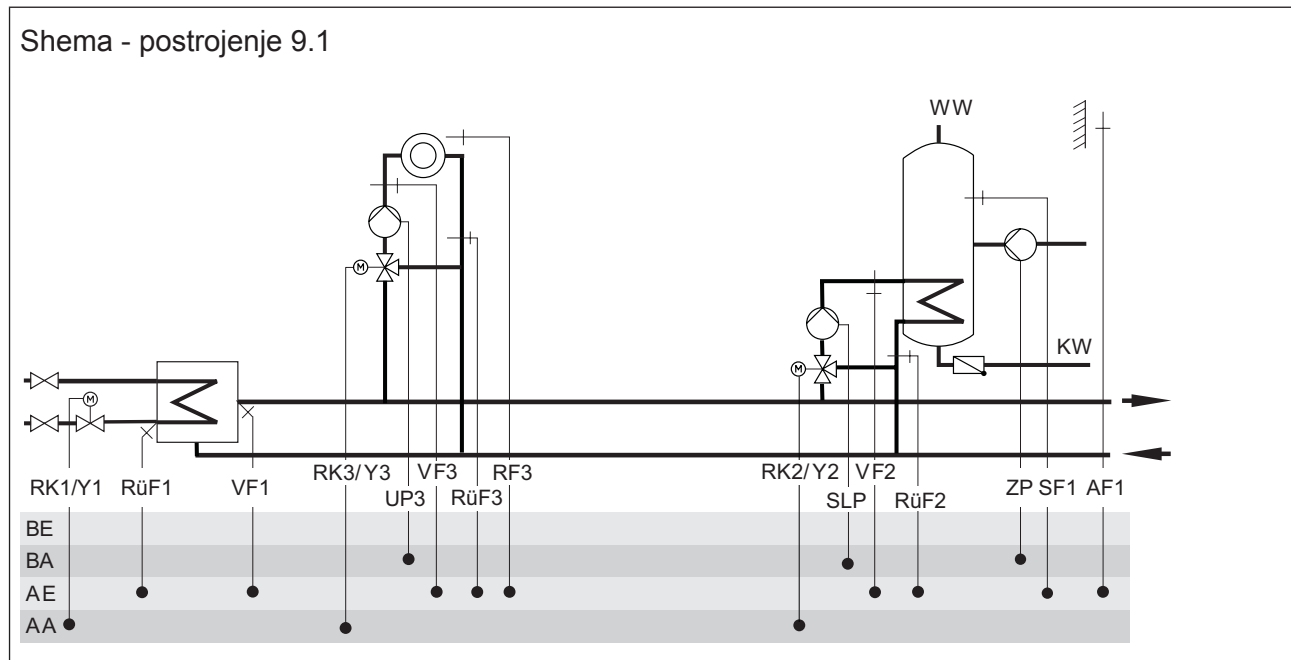 Shema - postrojenje 9.1
WW
M
KW
M
M
RK1/Y1 RüF1 VF1 RK3/Y3 UP3 VF3 RüF3 RF3 RK2/Y2 SLP VF2 RüF2 ZP SF1 AF1
BE
BA
AE
AA